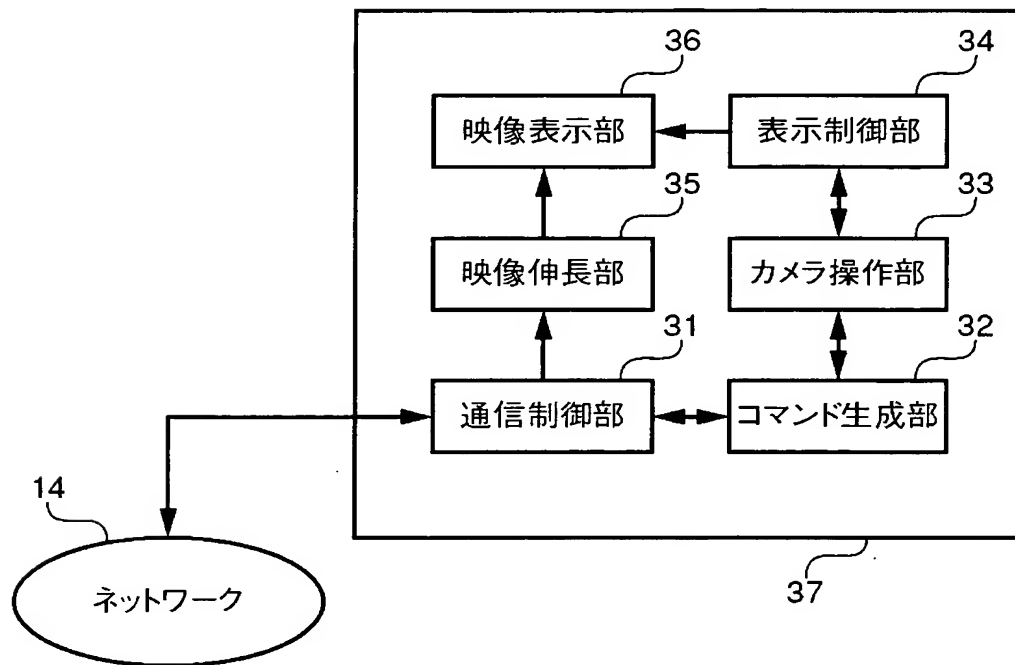 36
34
映像表示部
表示制御部
35
33
映像伸長部
カメラ操作部
31
32
通信制御部
コマンド生成部
14
ネットワーク
37